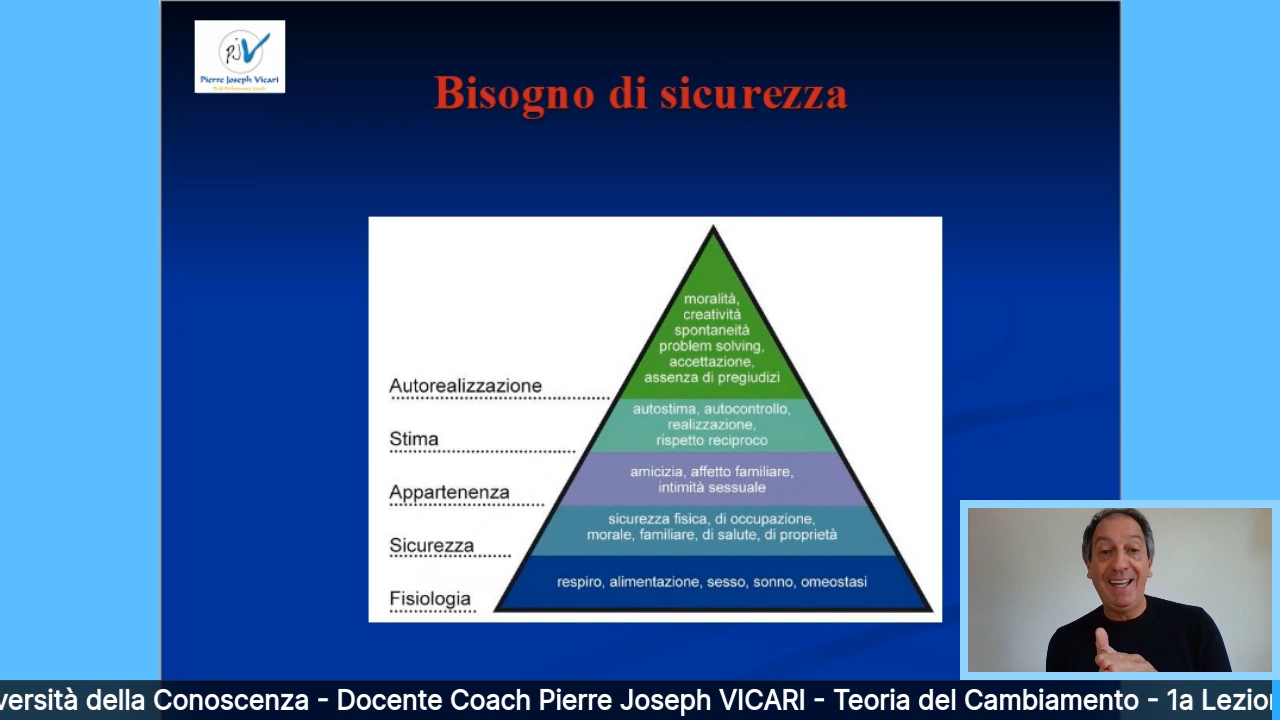 Pierre Joseph Vicari
Bisogno di sicurezza
moralità,
creatività
spontaneità
problem solving,
accettazione,
assenza di pregiudizi
Autorealizzazione
autostima, autocontrollo,
realizzazione,
rispetto reciproco
Stima
amicizia, affetto familiare,
intimità sessuale
Appartenenza
sicurezza fisica, di occupazione,
morale, familiare, di salute, di proprietà
Sicurezza
respiro, alimentazione, sesso, sonno, omeostasi
Fisiologia
versità della Conoscenza - Docente Coach Pierre Joseph VICARI - Teoria del Cambiamento - 1a Lezion